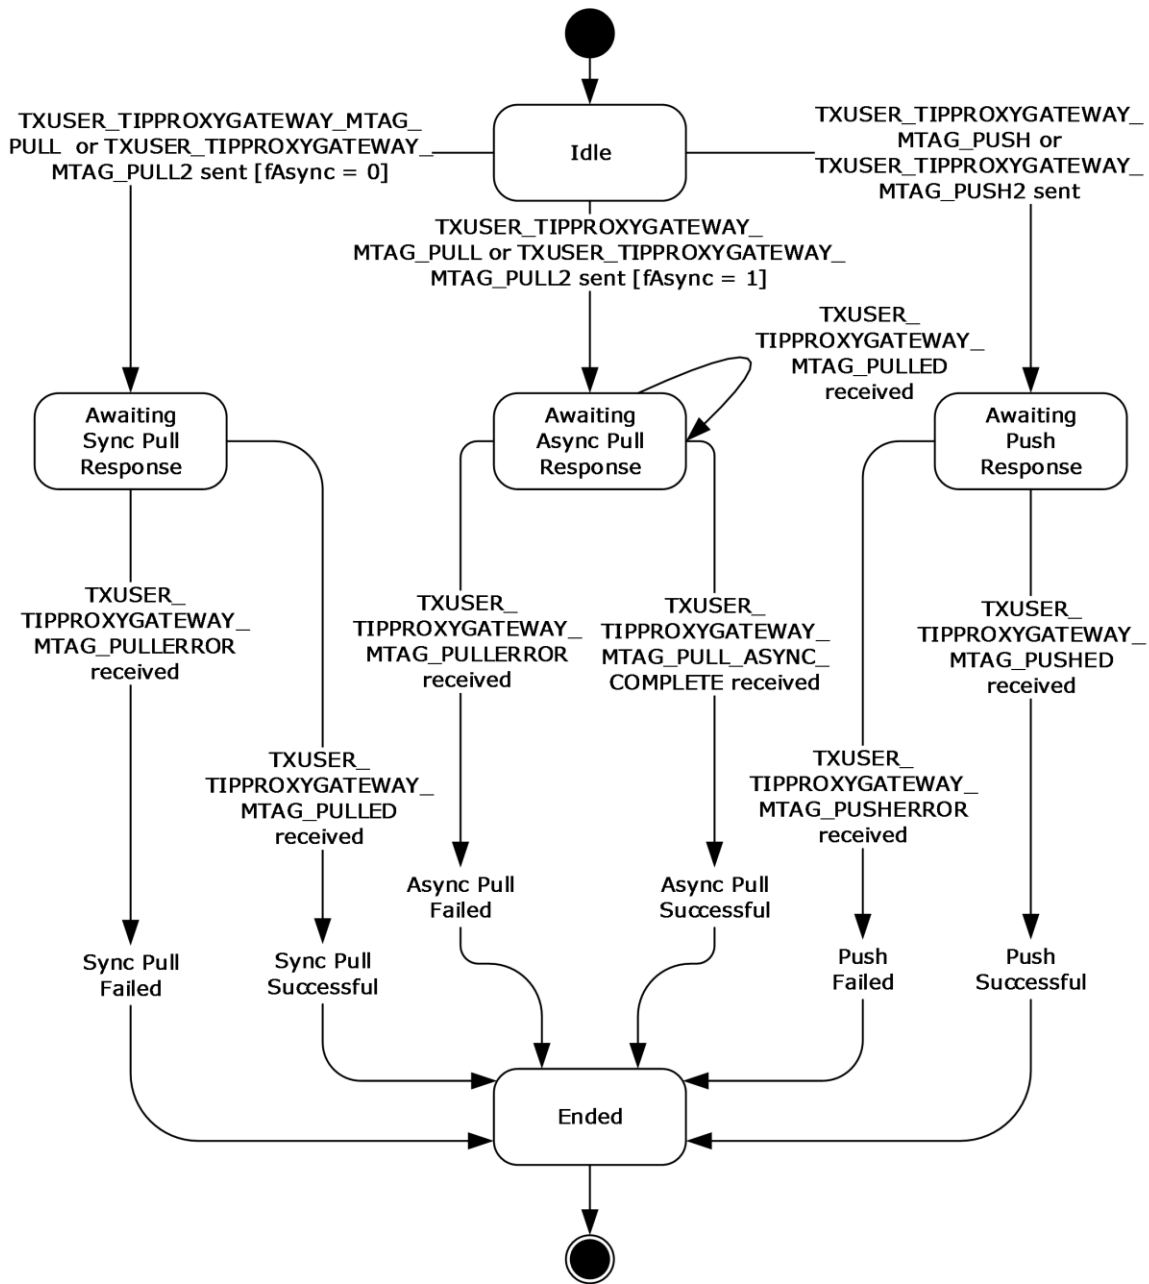 Idle
TXUSER_TIPPROXYGATEWAY_MTAG_
PULL or TXUSER_TIPPROXYGATEWAY_
MTAG_PULL2 sent [fAsync = 0]
TXUSER_TIPPROXYGATEWAY_
MTAG_PULL or TXUSER_TIPPROXYGATEWAY_
MTAG_PULL2 sent [fAsync = 1]
TXUSER_TIPPROXYGATEWAY_
MTAG_PUSH or
TXUSER_TIPPROXYGATEWAY_
MTAG_PUSH2 sent
TXUSER_
TIPPROXYGATEWAY_
MTAG_PULLED
received
Awaiting
Sync Pull
Response
Awaiting
Async Pull
Response
Awaiting
Push
Response
TXUSER_
TIPPROXYGATEWAY_
MTAG_PULLERROR
received
TXUSER_
TIPPROXYGATEWAY_
MTAG_PULLED
received
TXUSER_
TIPPROXYGATEWAY_
MTAG_PULLERROR
received
TXUSER_
TIPPROXYGATEWAY_
MTAG_PULL_ASYNC_
COMPLETE received
TXUSER_
TIPPROXYGATEWAY_
MTAG_PUSHERROR
received
TXUSER_
TIPPROXYGATEWAY_
MTAG_PUSHED
received
Sync Pull
Failed
Sync Pull
Successful
Async Pull
Failed
Async Pull
Successful
Push
Failed
Push
Successful
Ended